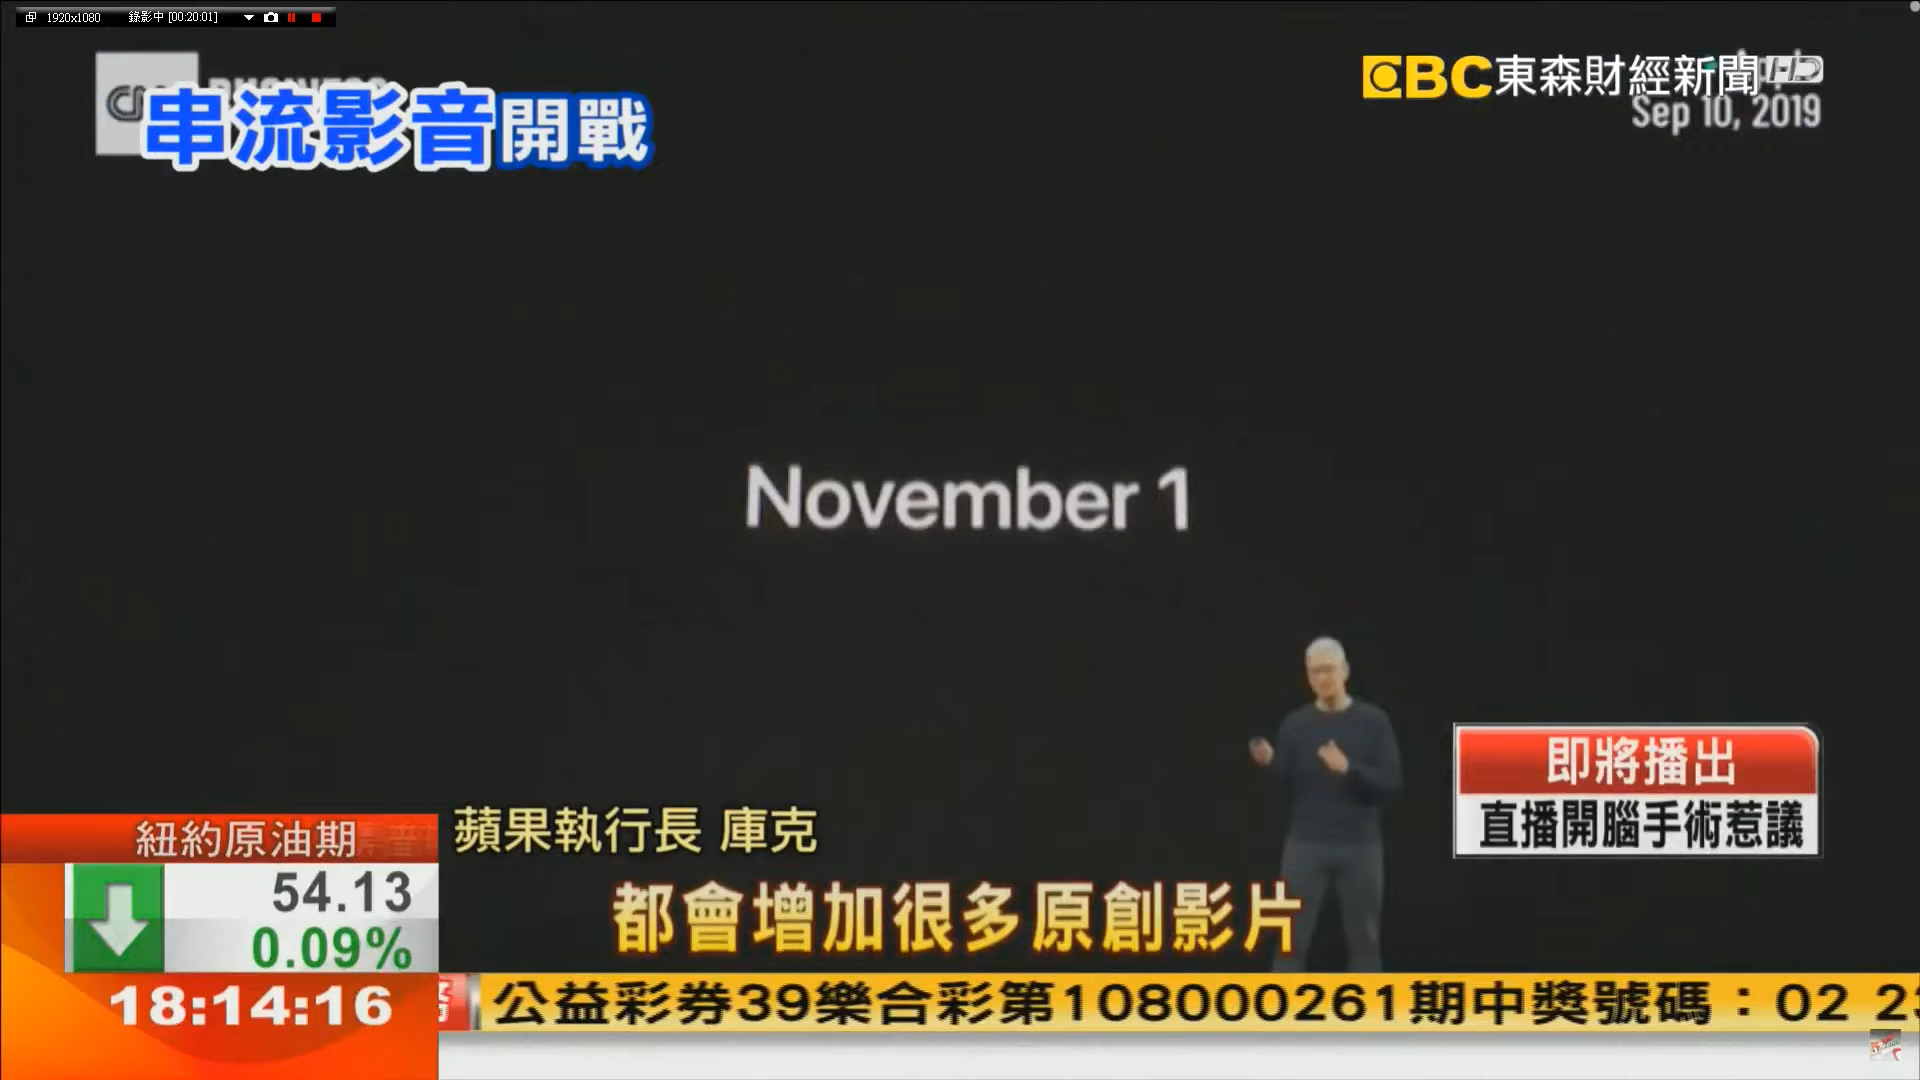 1920x1080 錄影中 [00:20:01]
BUSINESS
串流影音開戰
EBC東森財經新聞HD
Sep 10, 2019
November 1
即將播出
直播開腦手術惹議
紐約原油期
蘋果執行長 庫克
54.13
0.09%
都會增加很多原創影片
18:14:16
公益彩券39樂合彩第108000261期中獎號碼：02